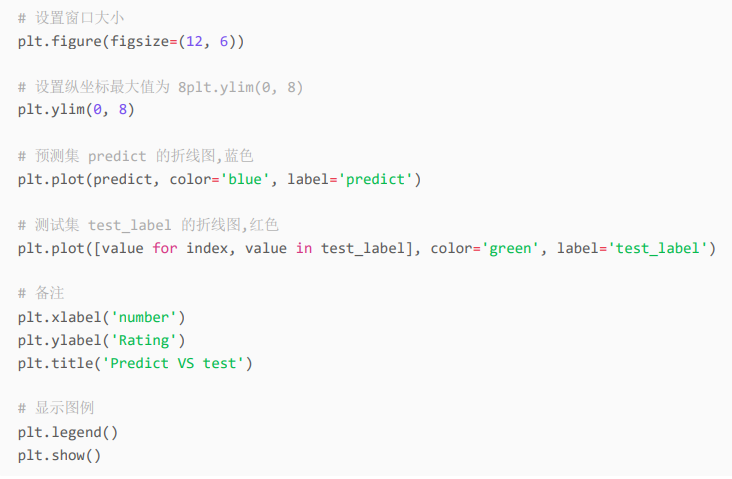 # 设置窗口大小
plt.figure(figsize=(12, 6))
# 设置纵坐标最大值为 8plt.ylim(0, 8)
plt.ylim(0, 8)
# 预测集 predict 的折线图,蓝色
plt.plot(predict, color='blue', label='predict')
# 测试集 test_label 的折线图,红色
plt.plot([value for index, value in test_label], color='green', label='test_label')
# 备注
plt.xlabel('number')
plt.ylabel('Rating')
plt.title('Predict VS test')
# 显示图例
plt.legend()
plt.show()